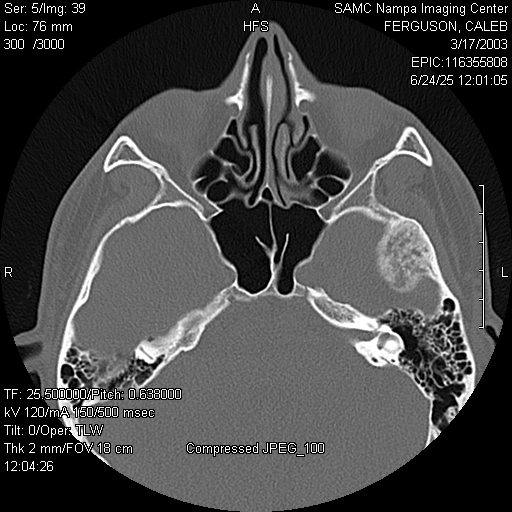 Ser: 5/Img: 39
Loc: 76 mm
300 /3000
A
HFS
SAMC Nampa Imaging Center
FERGUSON, CALEB
3/17/2003
EPIC:116355808
6/24/25 12:01:05
R
L
TF: 25.500000/Pitch: 0.638000
kV 120/mA 150/500 msec
Tilt: 0/Oper: TLW
Thk 2 mm/FOV 18 cm
12:04:26
Compressed JPEG_100